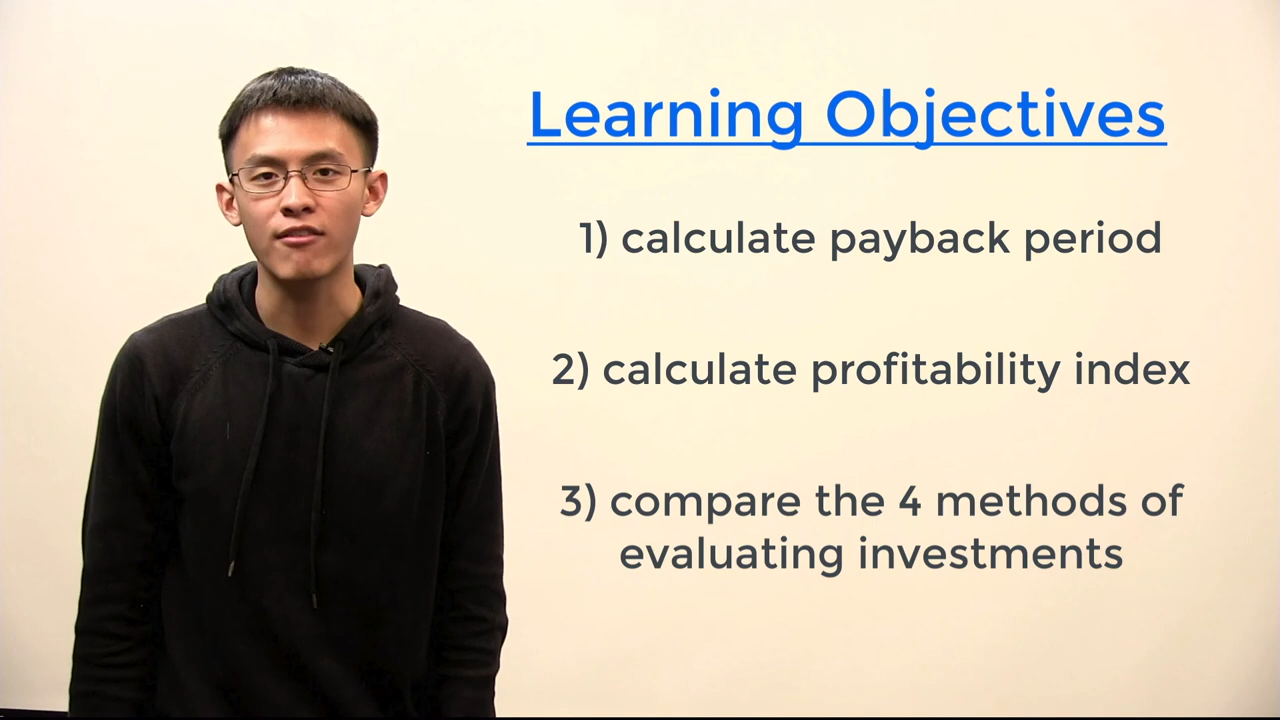 Learning Objectives
1) calculate payback period
2) calculate profitability index
3) compare the 4 methods of
evaluating investments